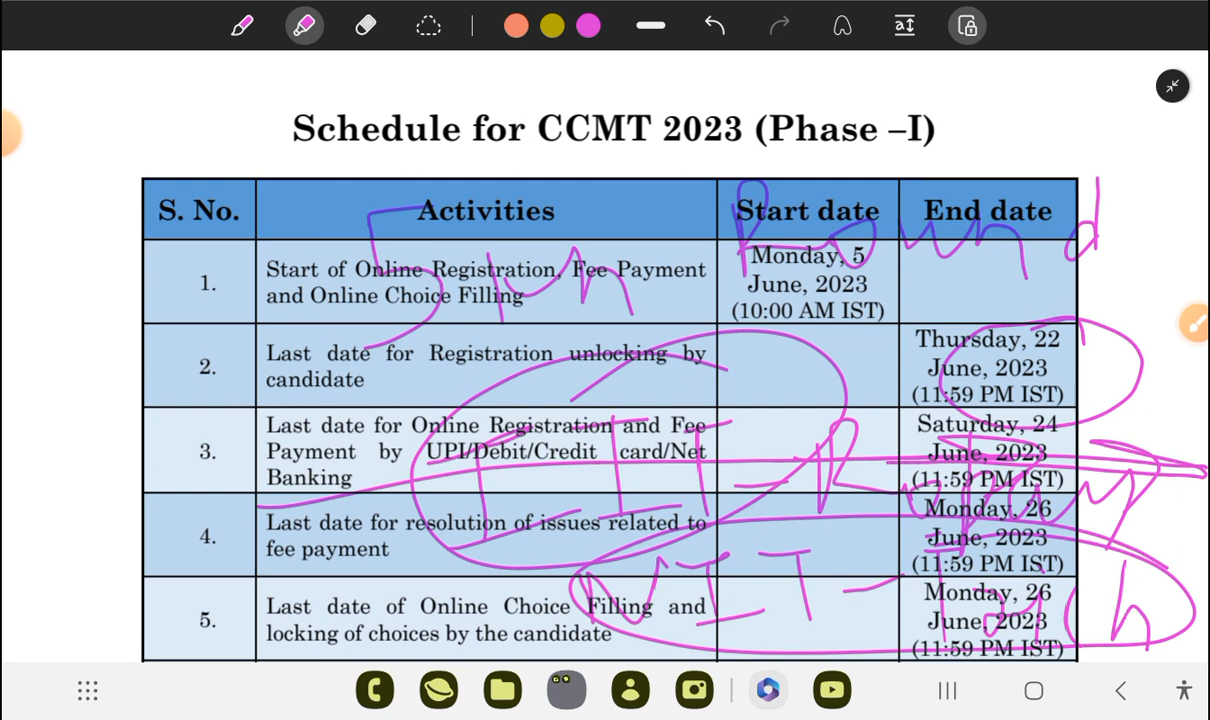 Schedule for CCMT 2023 (Phase –I)
S. No. Activities Start date End date
Round
1. Start of Online Registration, Fee Payment and Online Choice Filling Monday, 5 June, 2023 (10:00 AM IST)
2. Last date for Registration unlocking by candidate Thursday, 22 June, 2023 (11:59 PM IST)
3. Last date for Online Registration and Fee Payment by UPI/Debit/Credit card/Net Banking Saturday, 24 June, 2023 (11:59 PM IST)
IIT-
4. Last date for resolution of issues related to fee payment Monday, 26 June, 2023 (11:59 PM IST)
NIT-
5. Last date of Online Choice Filling and locking of choices by the candidate Monday, 26 June, 2023 (11:59 PM IST)